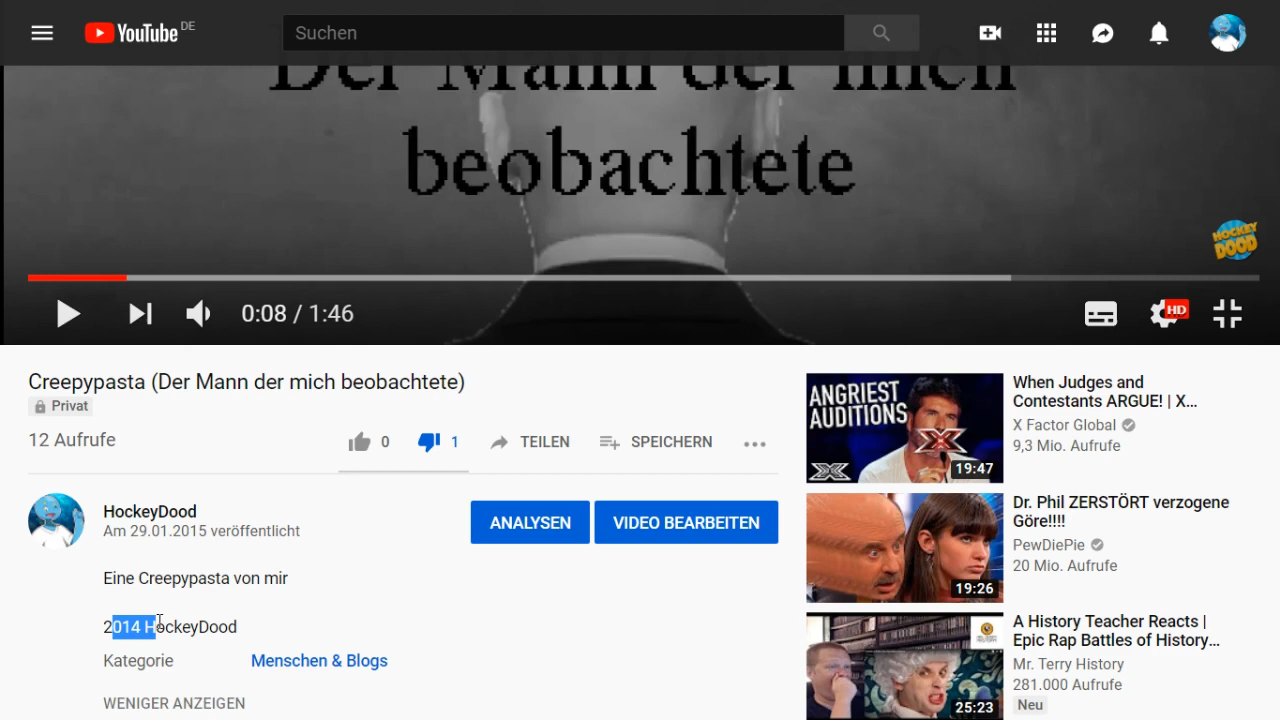 YouTube DE
Suchen
Der Mann der mich
beobachtete
HOCKEY
DOOD
0:08 / 1:46
HD
Creepypasta (Der Mann der mich beobachtete)
Privat
12 Aufrufe
0
1
TEILEN
SPEICHERN
HockeyDood
Am 29.01.2015 veröffentlicht
ANALYSEN
VIDEO BEARBEITEN
Eine Creepypasta von mir
2014 HockeyDood
Kategorie
Menschen & Blogs
WENIGER ANZEIGEN
ANGRIEST
AUDITIONS
X
19:47
When Judges and
Contestants ARGUE! | X...
X Factor Global
9,3 Mio. Aufrufe
19:26
Dr. Phil ZERSTÖRT verzogene
Göre!!!!
PewDiePie
20 Mio. Aufrufe
25:23
A History Teacher Reacts |
Epic Rap Battles of History...
Mr. Terry History
281.000 Aufrufe
Neu